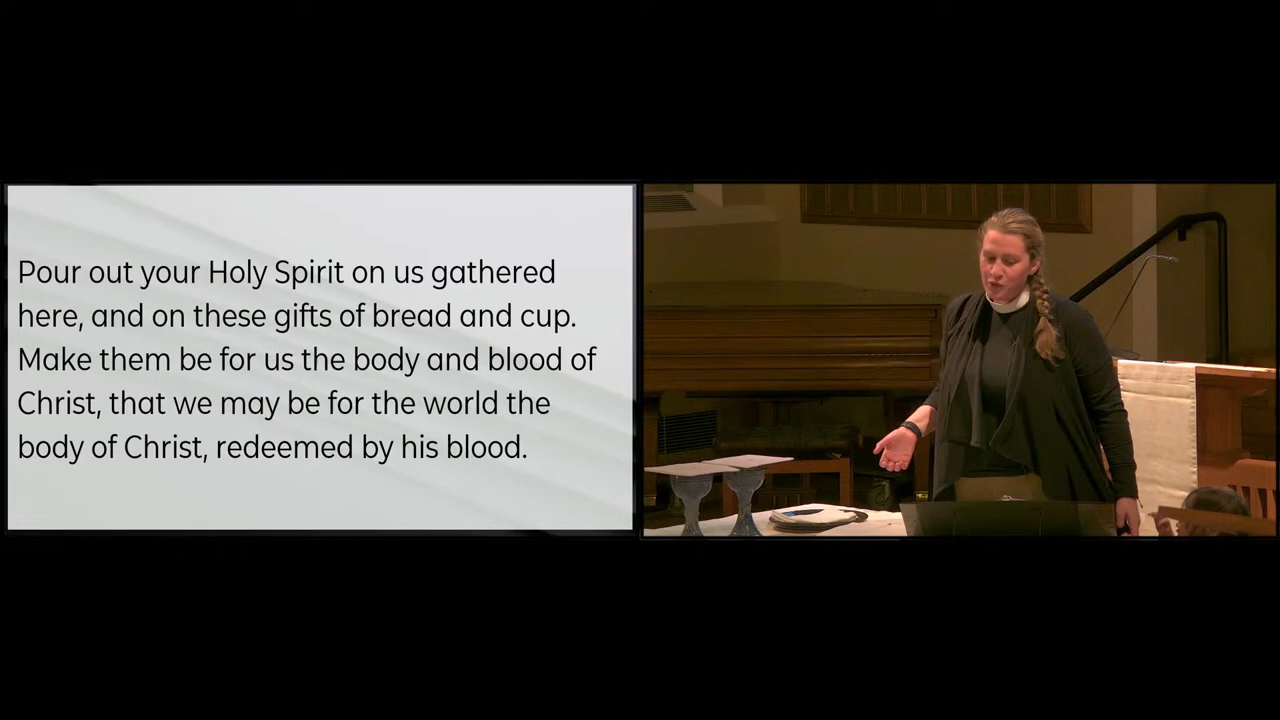 Pour out your Holy Spirit on us gathered
here, and on these gifts of bread and cup.
Make them be for us the body and blood of
Christ, that we may be for the world the
body of Christ, redeemed by his blood.